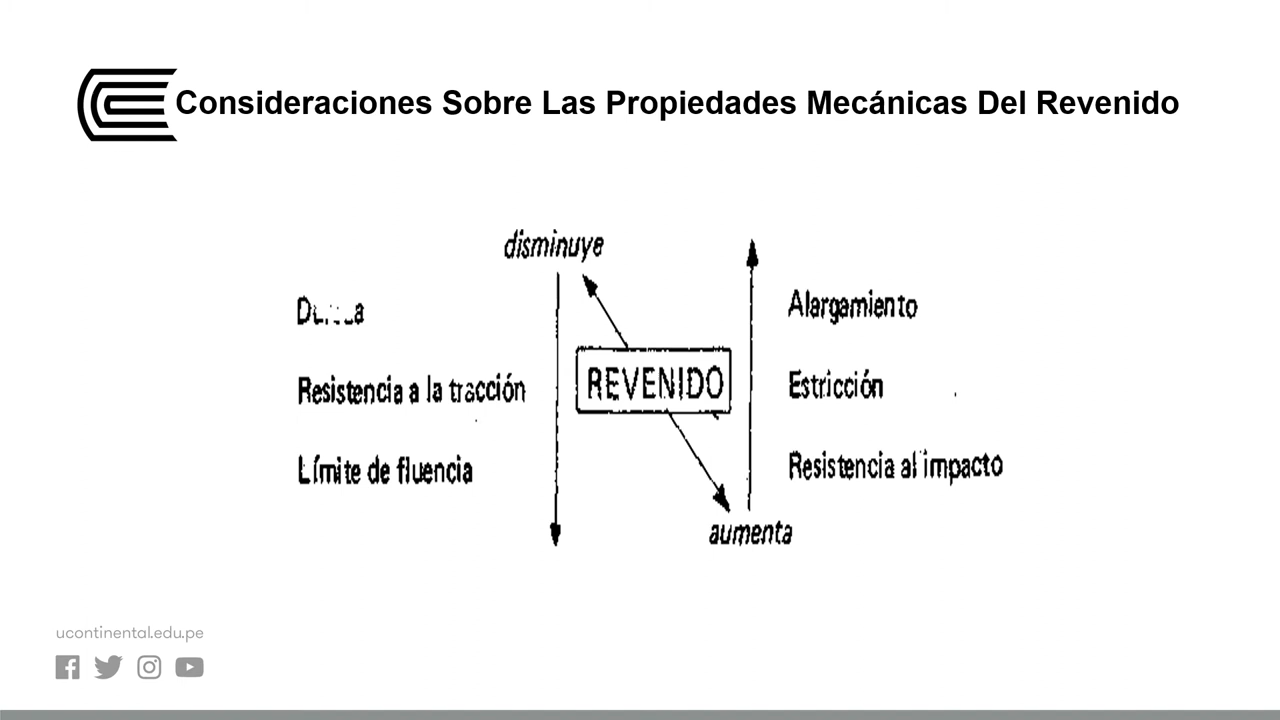 Consideraciones Sobre Las Propiedades Mecánicas Del Revenido
disminuye
Alargamiento
Resistencia a la tracción
REVENIDO
Estricción
Límite de fluencia
Resistencia al impacto
aumenta
ucontinental.edu.pe